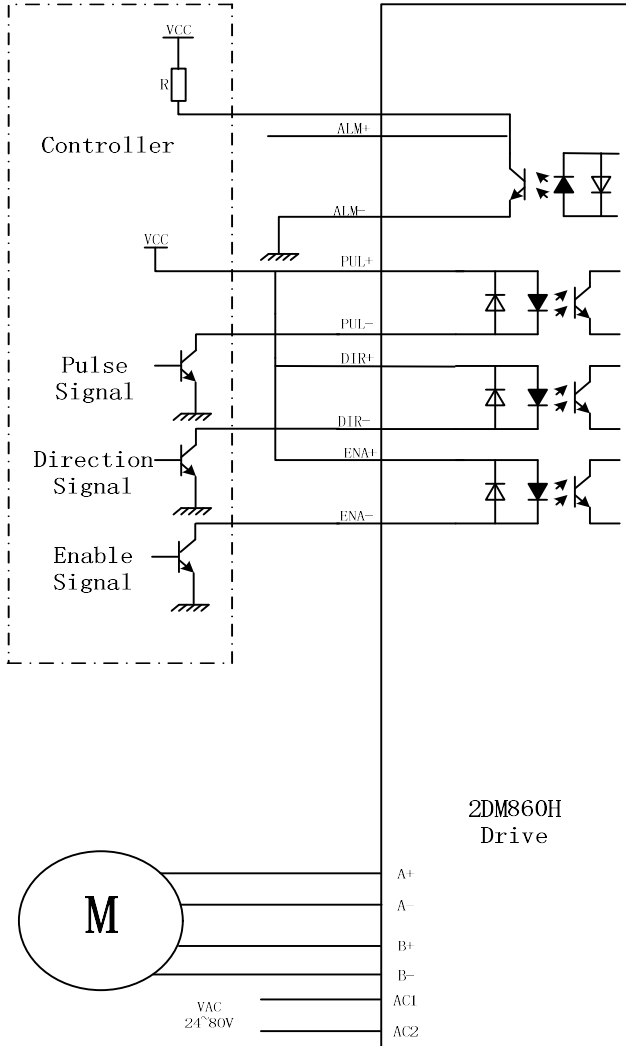 VCC
R
Controller
ALM+
ALM-
VCC
PUL+
PUL-
Pulse
Signal
DIR+
DIR-
Direction
Signal
ENA+
ENA-
Enable
Signal
2DM860H
Drive
M
A+
A-
B+
B-
VAC
24~80V
AC1
AC2